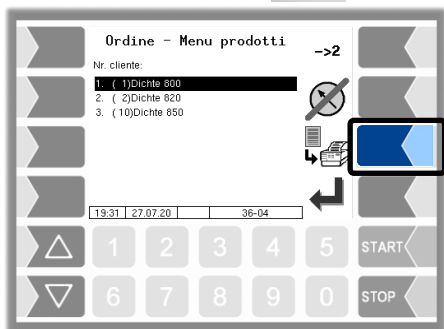 Ordine - Menu prodotti
->2
Nr. cliente:
1. ( 1)Dichte 800
2. ( 2)Dichte 820
3. ( 10)Dichte 850
19:31 27.07.20 36-04
1 2 3 4 5 START
6 7 8 9 0 STOP